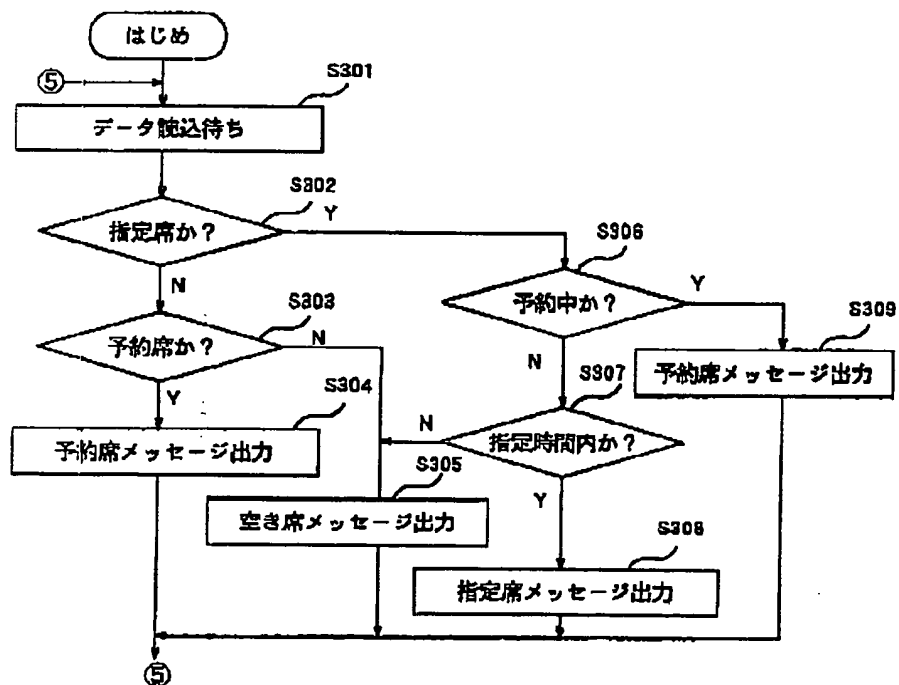 はじめ
⑤
S301
データ読込待ち
S302
指定席か？
Y
N
S306
予約中か？
Y
N
S303
予約席か？
N
Y
S309
予約席メッセージ出力
S304
予約席メッセージ出力
S307
指定時間内か？
N
Y
S305
空き席メッセージ出力
S308
指定席メッセージ出力
⑤